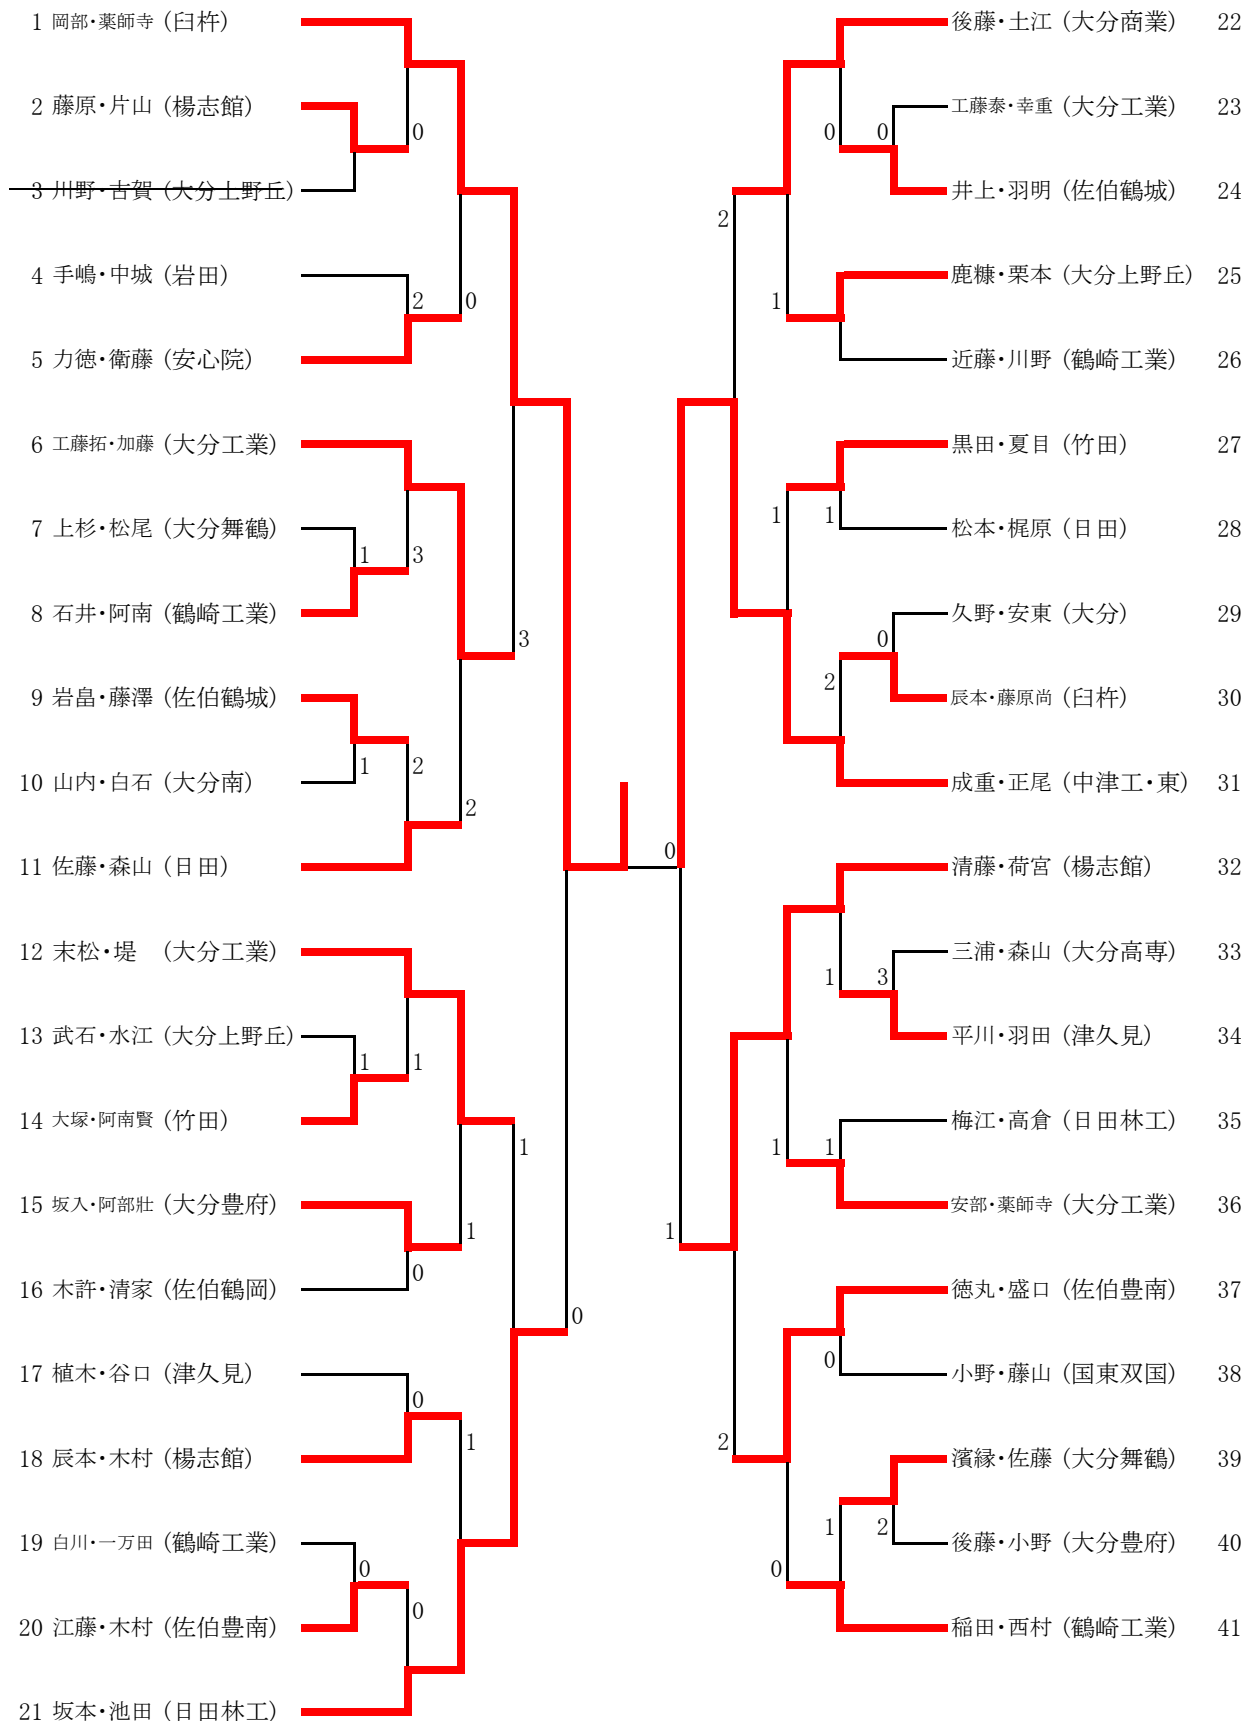 1 岡部・薬師寺 (臼杵)
2 藤原・片山 (楊志館)
0
3 川野・古賀 (大分上野丘)
4 手嶋・中城 (岩田)
2
0
5 力徳・衛藤 (安心院)
6 工藤拓・加藤 (大分工業)
7 上杉・松尾 (大分舞鶴)
1
3
8 石井・阿南 (鶴崎工業)
3
9 岩畠・藤澤 (佐伯鶴城)
1
2
10 山内・白石 (大分南)
2
11 佐藤・森山 (日田)
12 末松・堤 (大分工業)
13 武石・水江 (大分上野丘)
1
1
14 大塚・阿南賢 (竹田)
1
15 坂入・阿部壯 (大分豊府)
1
0
16 木許・清家 (佐伯鶴岡)
0
17 植木・谷口 (津久見)
0
1
18 辰本・木村 (楊志館)
19 白川・一万田 (鶴崎工業)
0
0
20 江藤・木村 (佐伯豊南)
21 坂本・池田 (日田林工)
0
後藤・土江 (大分商業) 22
工藤泰・幸重 (大分工業) 23
0
0
井上・羽明 (佐伯鶴城) 24
2
鹿糠・栗本 (大分上野丘) 25
1
近藤・川野 (鶴崎工業) 26
黒田・夏目 (竹田) 27
1
1
松本・梶原 (日田) 28
久野・安東 (大分) 29
0
2
辰本・藤原尚 (臼杵) 30
成重・正尾 (中津工・東) 31
清藤・荷宮 (楊志館) 32
三浦・森山 (大分高専) 33
1
3
平川・羽田 (津久見) 34
梅江・高倉 (日田林工) 35
1
1
安部・薬師寺 (大分工業) 36
1
徳丸・盛口 (佐伯豊南) 37
0
小野・藤山 (国東双国) 38
2
濱縁・佐藤 (大分舞鶴) 39
1
2
後藤・小野 (大分豊府) 40
0
稲田・西村 (鶴崎工業) 41